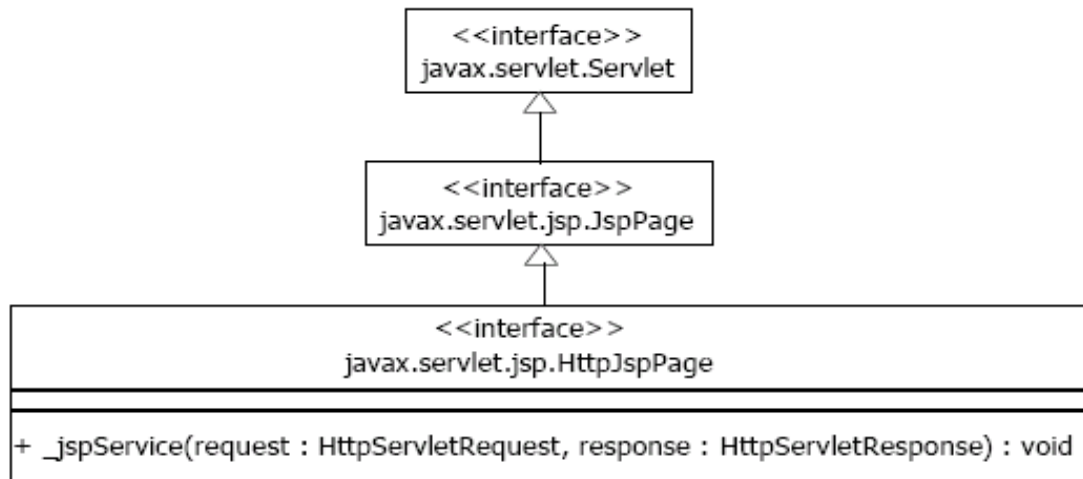 <<interface>>
javax.servlet.Servlet
<<interface>>
javax.servlet.jsp.JspPage
<<interface>>
javax.servlet.jsp.HttpJspPage
+ _jspService(request : HttpServletRequest, response : HttpServletResponse) : void